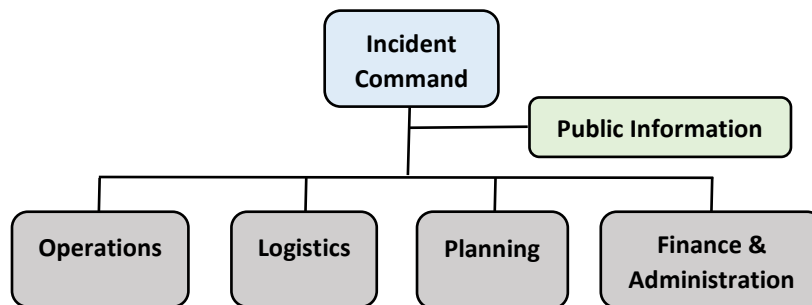 Incident
Command
Public Information
Operations
Logistics
Planning
Finance &
Administration